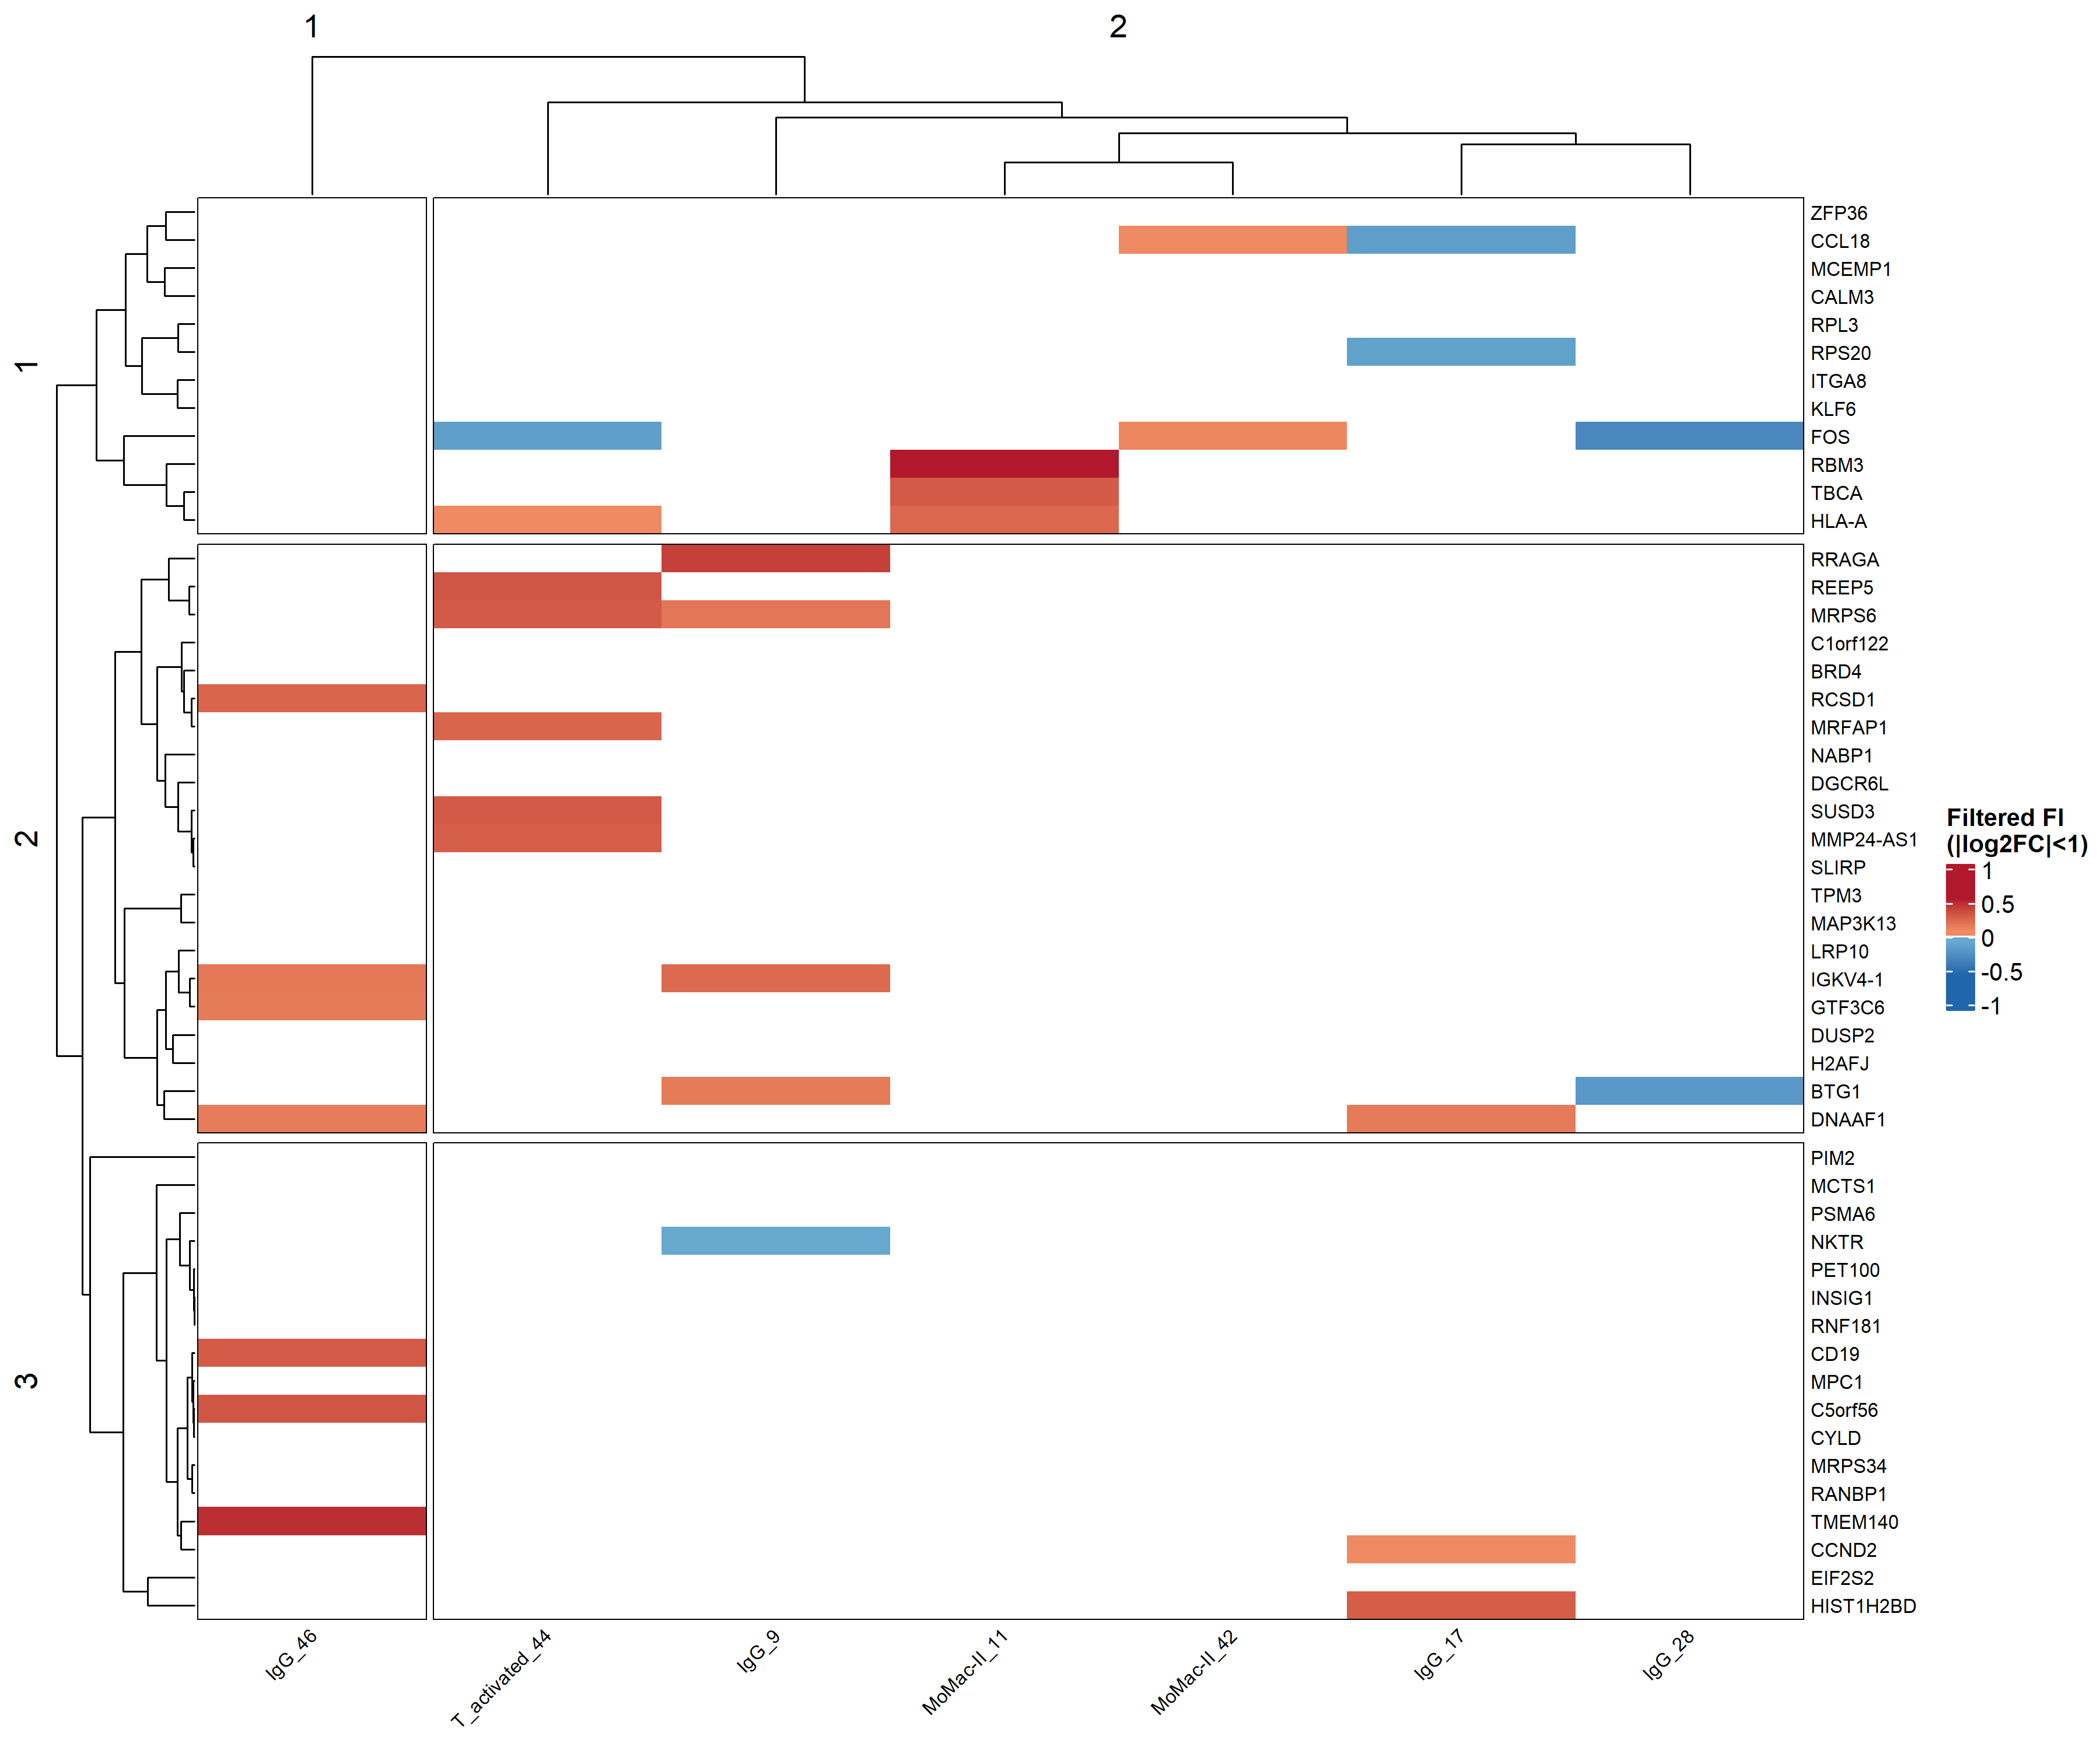 1
2
1
2
3
ZFP36
CCL18
MCEMP1
CALM3
RPL3
RPS20
ITGA8
KLF6
FOS
RBM3
TBCA
HLA-A
RRAGA
REEP5
MRPS6
C1orf122
BRD4
RCSD1
MRFAP1
NABP1
DGCR6L
SUSD3
MMP24-AS1
SLIRP
TPM3
MAP3K13
LRP10
IGKV4-1
GTF3C6
DUSP2
H2AFJ
BTG1
DNAAF1
PIM2
MCTS1
PSMA6
NKTR
PET100
INSIG1
RNF181
CD19
MPC1
C5orf56
CYLD
MRPS34
RANBP1
TMEM140
CCND2
EIF2S2
HIST1H2BD
Filtered FI
(|log2FC|<1)
1
0.5
0
-0.5
-1
IgG_46
T_activated_44
IgG_9
MoMac-II_11
MoMac-II_42
IgG_17
IgG_28